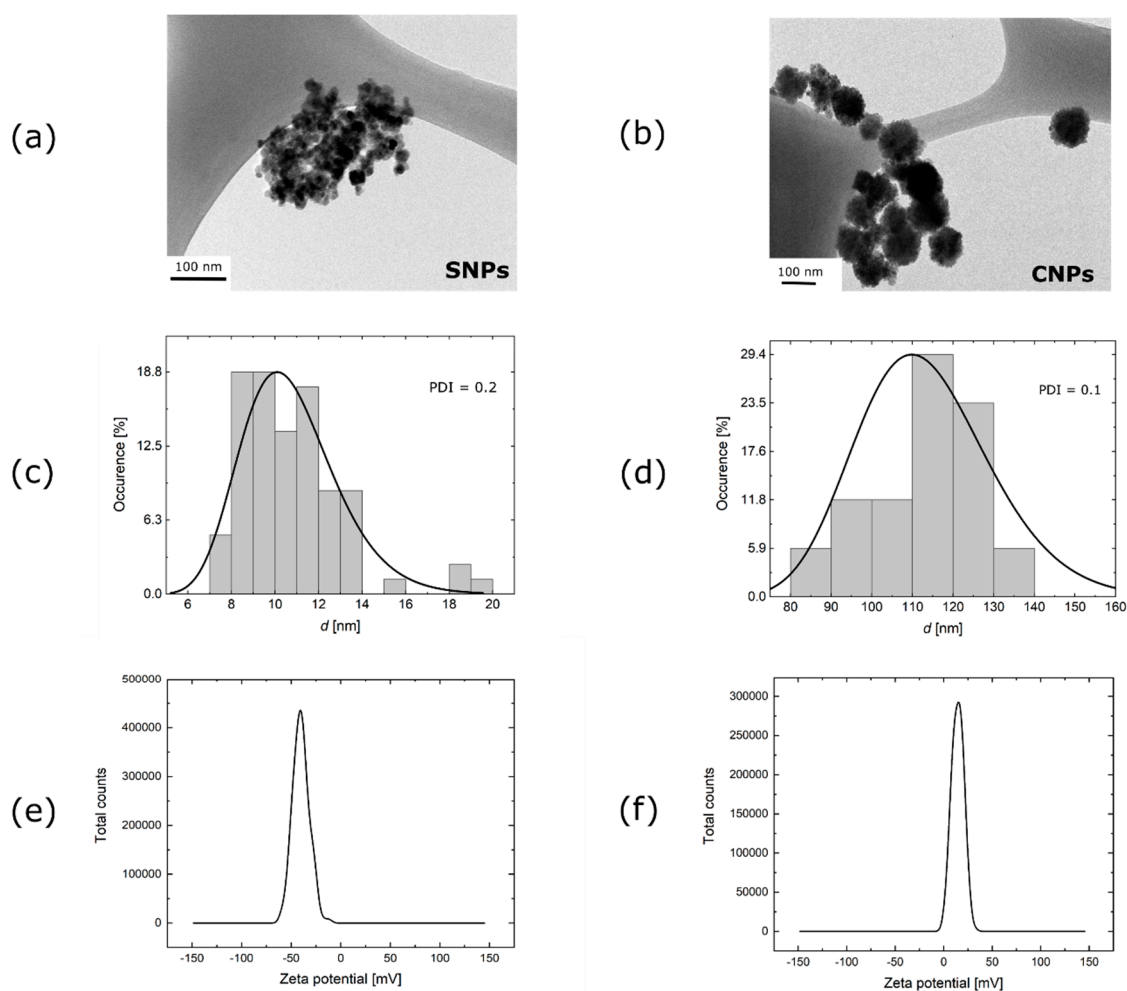 (a)
100 nm
SNPs
(b)
100 nm
CNPs
(c)
18.8
12.5
6.3
0.0
Occurence [%]
PDI = 0.2
6 8 10 12 14 16 18 20
d [nm]
(d)
29.4
23.5
17.6
11.8
5.9
0.0
Occurence [%]
PDI = 0.1
80 90 100 110 120 130 140 150 160
d [nm]
(e)
500000
400000
300000
200000
100000
0
Total counts
-150 -100 -50 0 50 100 150
Zeta potential [mV]
(f)
300000
250000
200000
150000
100000
50000
0
Total counts
-150 -100 -50 0 50 100 150
Zeta potential [mV]